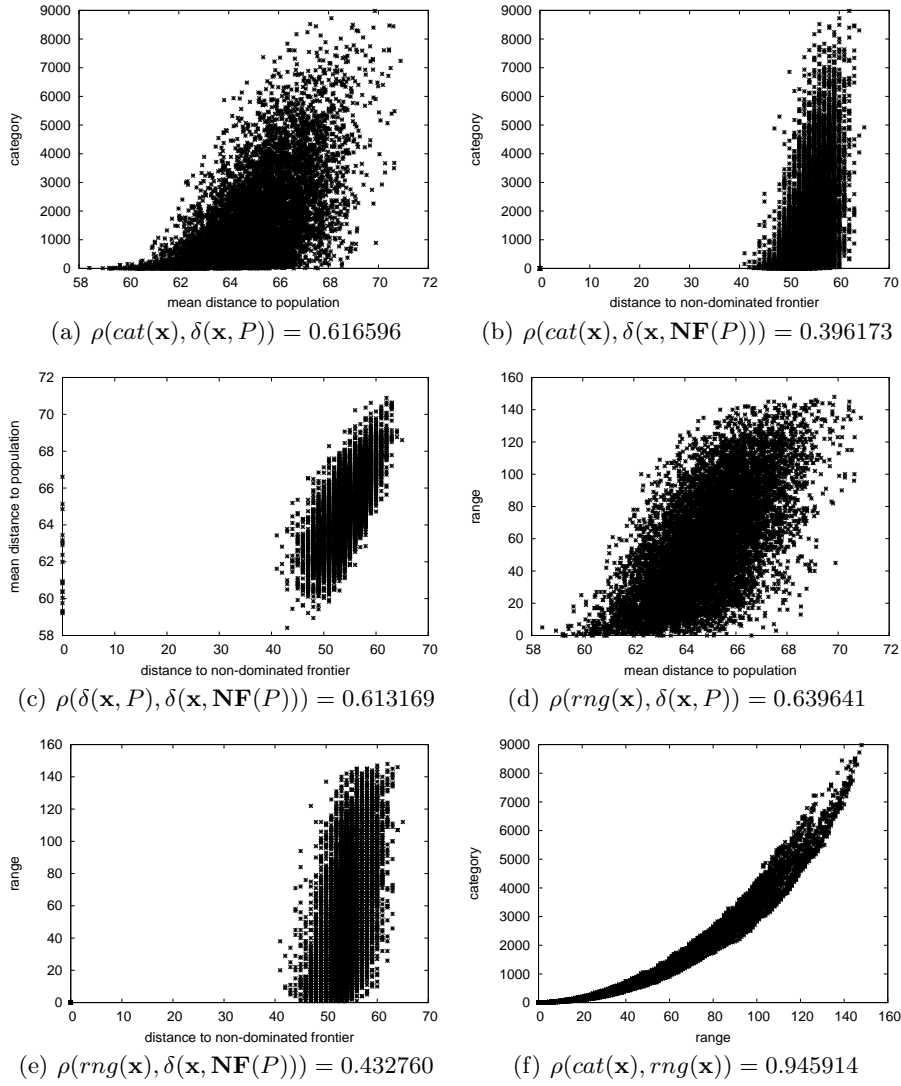 9000
8000
7000
6000
5000
4000
3000
2000
1000
0
category
58 60 62 64 66 68 70 72
mean distance to population
(a) ρ(cat(x), δ(x, P)) = 0.616596
9000
8000
7000
6000
5000
4000
3000
2000
1000
0
category
0 10 20 30 40 50 60 70
distance to non-dominated frontier
(b) ρ(cat(x), δ(x, NF(P))) = 0.396173
72
70
68
66
64
62
60
58
mean distance to population
0 10 20 30 40 50 60 70
distance to non-dominated frontier
(c) ρ(δ(x, P), δ(x, NF(P))) = 0.613169
160
140
120
100
80
60
40
20
0
range
58 60 62 64 66 68 70 72
mean distance to population
(d) ρ(rng(x), δ(x, P)) = 0.639641
160
140
120
100
80
60
40
20
0
range
0 10 20 30 40 50 60 70
distance to non-dominated frontier
(e) ρ(rng(x), δ(x, NF(P))) = 0.432760
9000
8000
7000
6000
5000
4000
3000
2000
1000
0
category
0 20 40 60 80 100 120 140 160
range
(f) ρ(cat(x), rng(x)) = 0.945914